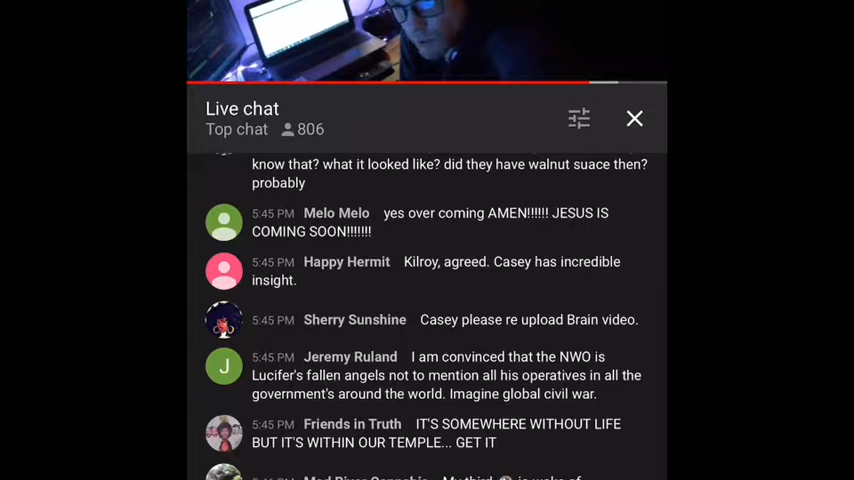 Live chat
Top chat 806
know that? what it looked like? did they have walnut suace then?
probably
5:45 PM Melo Melo yes over coming AMEN!!!!!! JESUS IS
COMING SOON!!!!!!!
5:45 PM Happy Hermit Kilroy, agreed. Casey has incredible
insight.
5:45 PM Sherry Sunshine Casey please re upload Brain video.
J
5:45 PM Jeremy Ruland I am convinced that the NWO is
Lucifer's fallen angels not to mention all his operatives in all the
government's around the world. Imagine global civil war.
5:45 PM Friends in Truth IT'S SOMEWHERE WITHOUT LIFE
BUT IT'S WITHIN OUR TEMPLE... GET IT